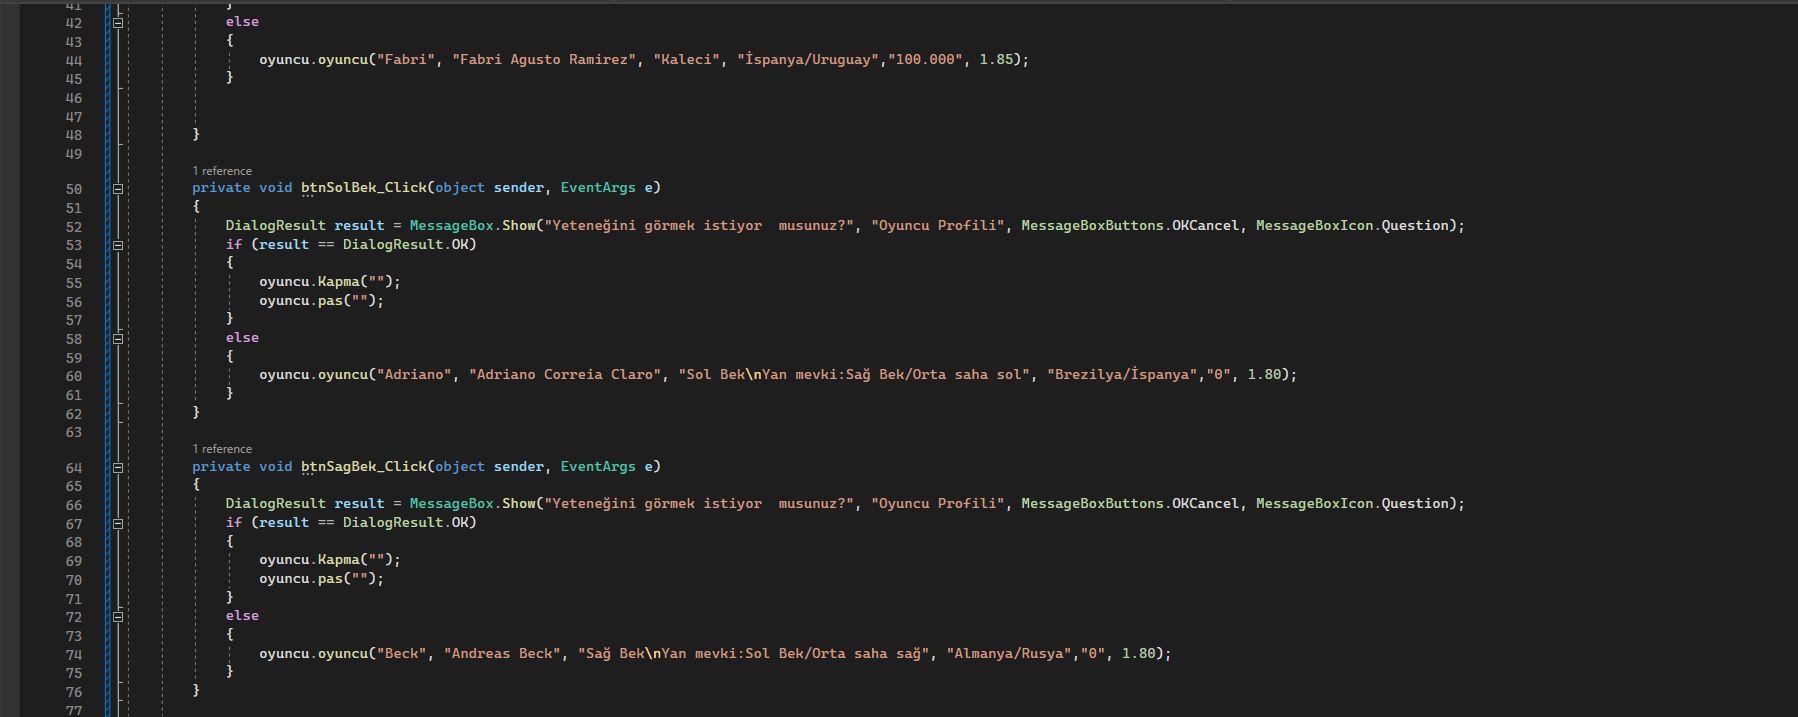 41 }
42 else
43 {
44 oyuncu.oyuncu("Fabri", "Fabri Agusto Ramirez", "Kaleci", "İspanya/Uruguay","100.000", 1.85);
45 }
46
47
48 }
49
1 reference
50 private void btnSolBek_Click(object sender, EventArgs e)
51 {
52 DialogResult result = MessageBox.Show("Yeteneğini görmek istiyor  musunuz?", "Oyuncu Profili", MessageBoxButtons.OKCancel, MessageBoxIcon.Question);
53 if (result == DialogResult.OK)
54 {
55 oyuncu.Kapma("");
56 oyuncu.pas("");
57 }
58 else
59 {
60 oyuncu.oyuncu("Adriano", "Adriano Correia Claro", "Sol Bek\nYan mevki:Sağ Bek/Orta saha sol", "Brezilya/İspanya","0", 1.80);
61 }
62 }
63
1 reference
64 private void btnSagBek_Click(object sender, EventArgs e)
65 {
66 DialogResult result = MessageBox.Show("Yeteneğini görmek istiyor  musunuz?", "Oyuncu Profili", MessageBoxButtons.OKCancel, MessageBoxIcon.Question);
67 if (result == DialogResult.OK)
68 {
69 oyuncu.Kapma("");
70 oyuncu.pas("");
71 }
72 else
73 {
74 oyuncu.oyuncu("Beck", "Andreas Beck", "Sağ Bek\nYan mevki:Sol Bek/Orta saha sağ", "Almanya/Rusya","0", 1.80);
75 }
76 }
77